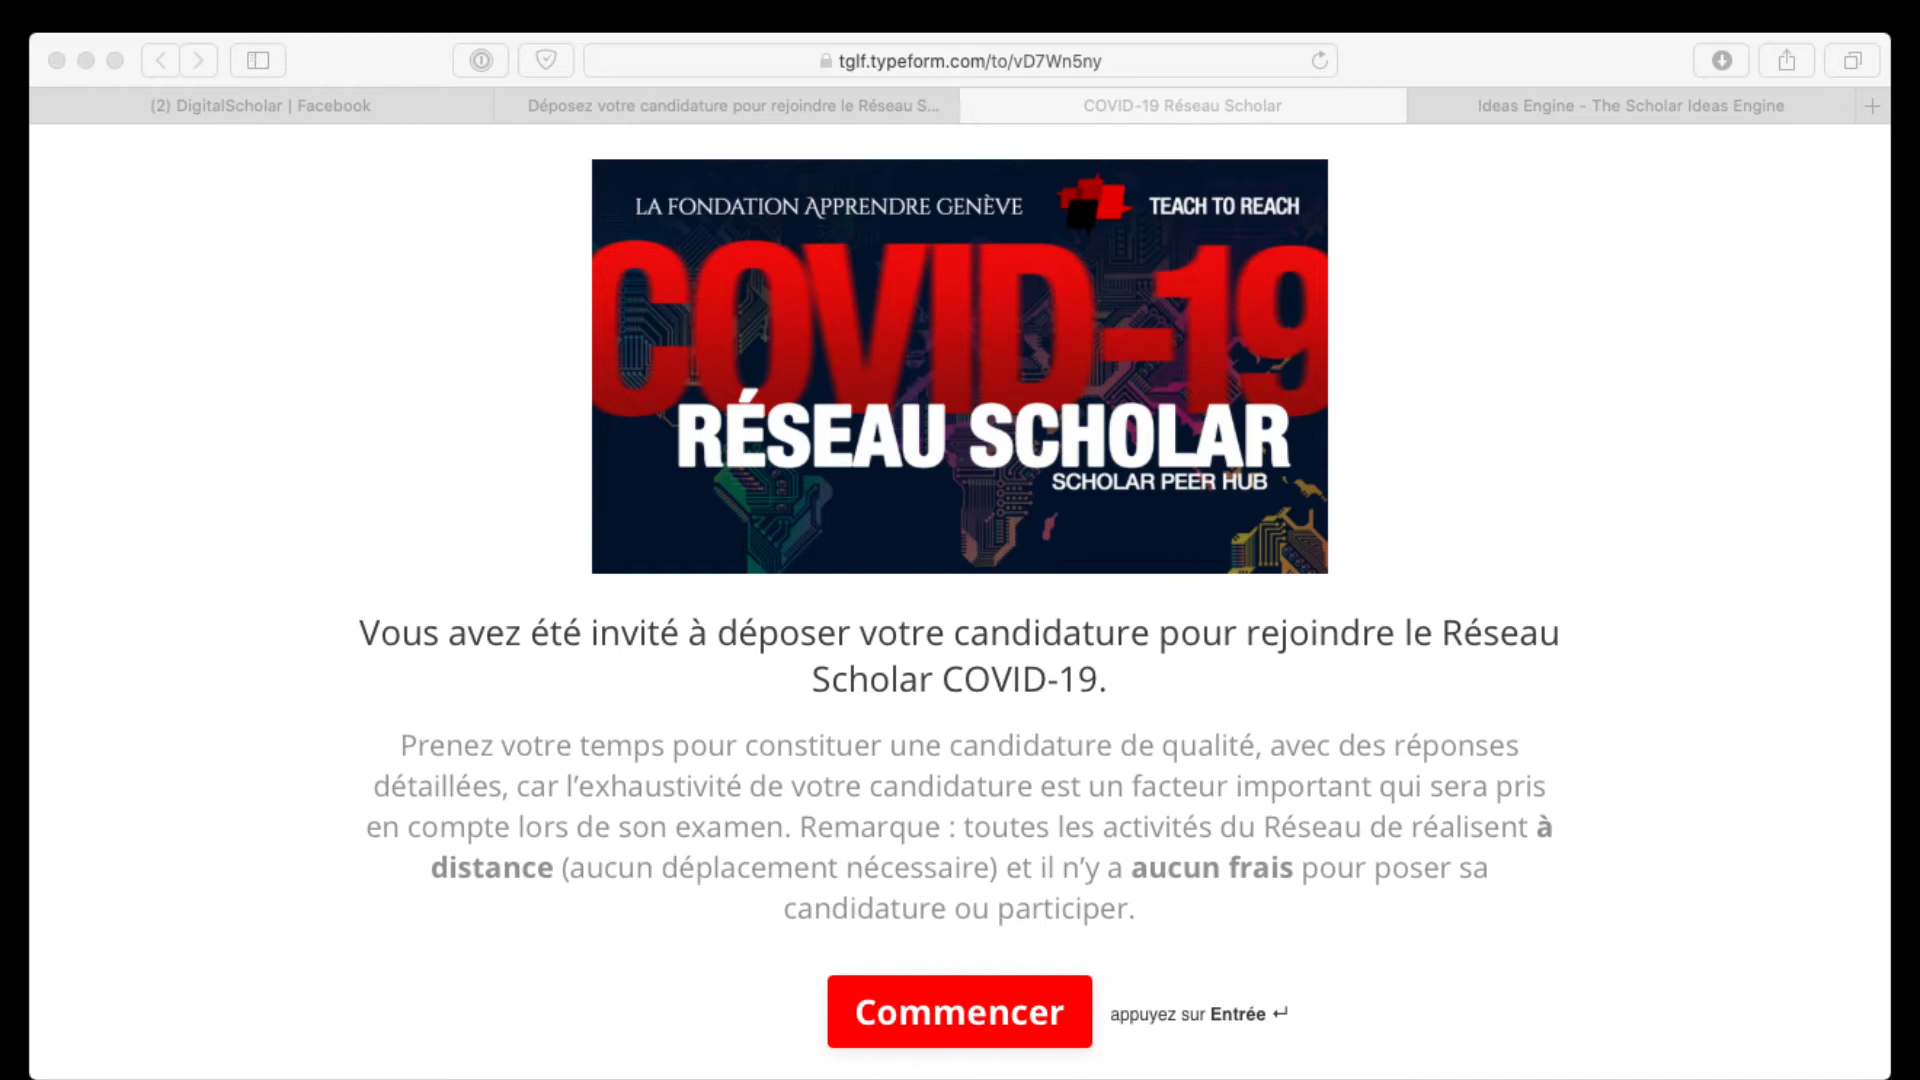 tglf.typeform.com/to/vD7Wn5ny
(2) DigitalScholar | Facebook
Déposez votre candidature pour rejoindre le Réseau S...
COVID-19 Réseau Scholar
Ideas Engine - The Scholar Ideas Engine
LA FONDATION APPRENDRE GENÈVE
TEACH TO REACH
COVID-19
RÉSEAU SCHOLAR
SCHOLAR PEER HUB
Vous avez été invité à déposer votre candidature pour rejoindre le Réseau
Scholar COVID-19.
Prenez votre temps pour constituer une candidature de qualité, avec des réponses
détaillées, car l’exhaustivité de votre candidature est un facteur important qui sera pris
en compte lors de son examen. Remarque : toutes les activités du Réseau de réalisent à
distance (aucun déplacement nécessaire) et il n’y a aucun frais pour poser sa
candidature ou participer.
Commencer
appuyez sur Entrée ↵